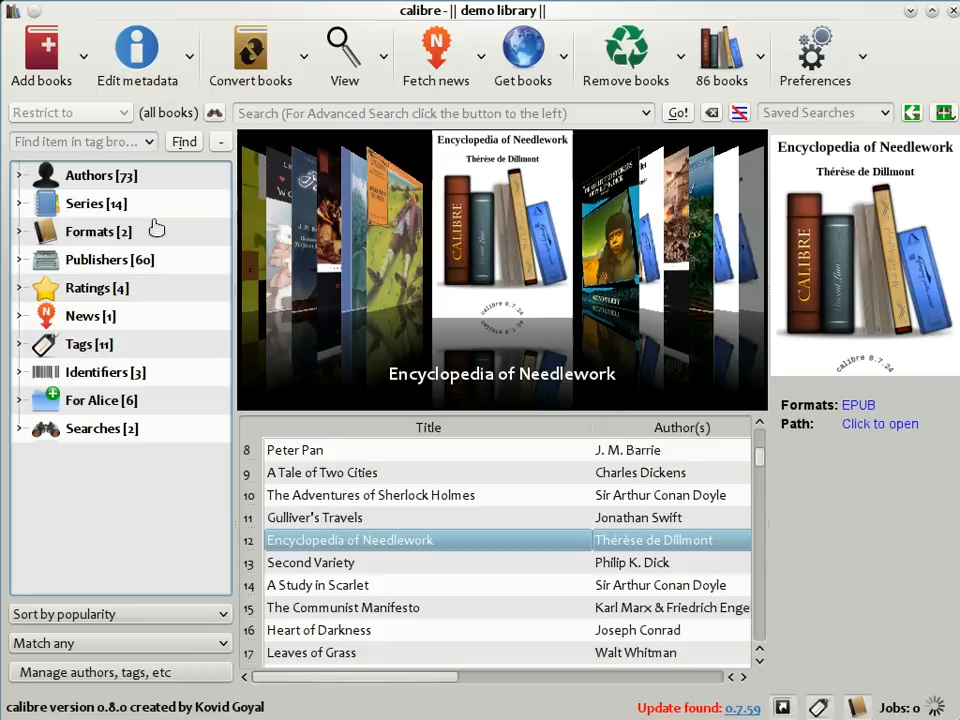 calibre - || demo library ||
Add books
Edit metadata
Convert books
View
Fetch news
Get books
Remove books
86 books
Preferences
Restrict to
(all books)
Search (For Advanced Search click the button to the left)
Go!
Saved Searches
Find item in tag bro...
Find
-
Authors [73]
Series [14]
Formats [2]
Publishers [60]
Ratings [4]
News [1]
Tags [11]
Identifiers [3]
For Alice [6]
Searches [2]
Sort by popularity
Match any
Manage authors, tags, etc
Encyclopedia of Needlework
Thérèse de Dillmont
CALIBRE
Encyclopedia of Needlework
Title
Author(s)
8 Peter Pan J. M. Barrie
9 A Tale of Two Cities Charles Dickens
10 The Adventures of Sherlock Holmes Sir Arthur Conan Doyle
11 Gulliver's Travels Jonathan Swift
12 Encyclopedia of Needlework Thérèse de Dillmont
13 Second Variety Philip K. Dick
14 A Study in Scarlet Sir Arthur Conan Doyle
15 The Communist Manifesto Karl Marx & Friedrich Enge
16 Heart of Darkness Joseph Conrad
17 Leaves of Grass Walt Whitman
Encyclopedia of Needlework
Thérèse de Dillmont
CALIBRE
calibre 0.7.24
Formats: EPUB
Path: Click to open
calibre version 0.8.0 created by Kovid Goyal
Update found: 0.7.59
Jobs: 0